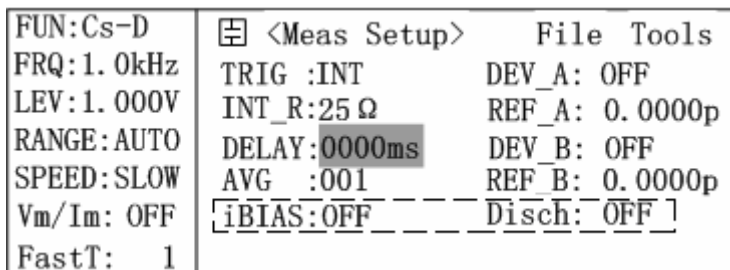 FUN:Cs-D
FRQ:1.0kHz
LEV:1.000V
RANGE:AUTO
SPEED:SLOW
Vm/Im: OFF
FastT: 1
<Meas Setup> File Tools
TRIG :INT DEV_A: OFF
INT_R:25Ω REF_A: 0.0000p
DELAY:0000ms DEV_B: OFF
AVG :001 REF_B: 0.0000p
iBIAS:OFF Disch: OFF